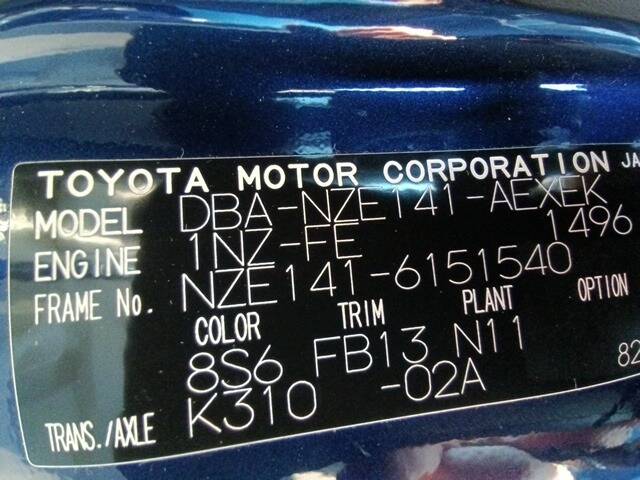 TOYOTA MOTOR CORPORATION JA
MODEL DBA-NZE141-AEXEK
ENGINE 1NZ-FE 1496
FRAME No. NZE141-6151540
COLOR TRIM PLANT OPTION
8S6 FB13 N11 82
TRANS./AXLE K310 -02A